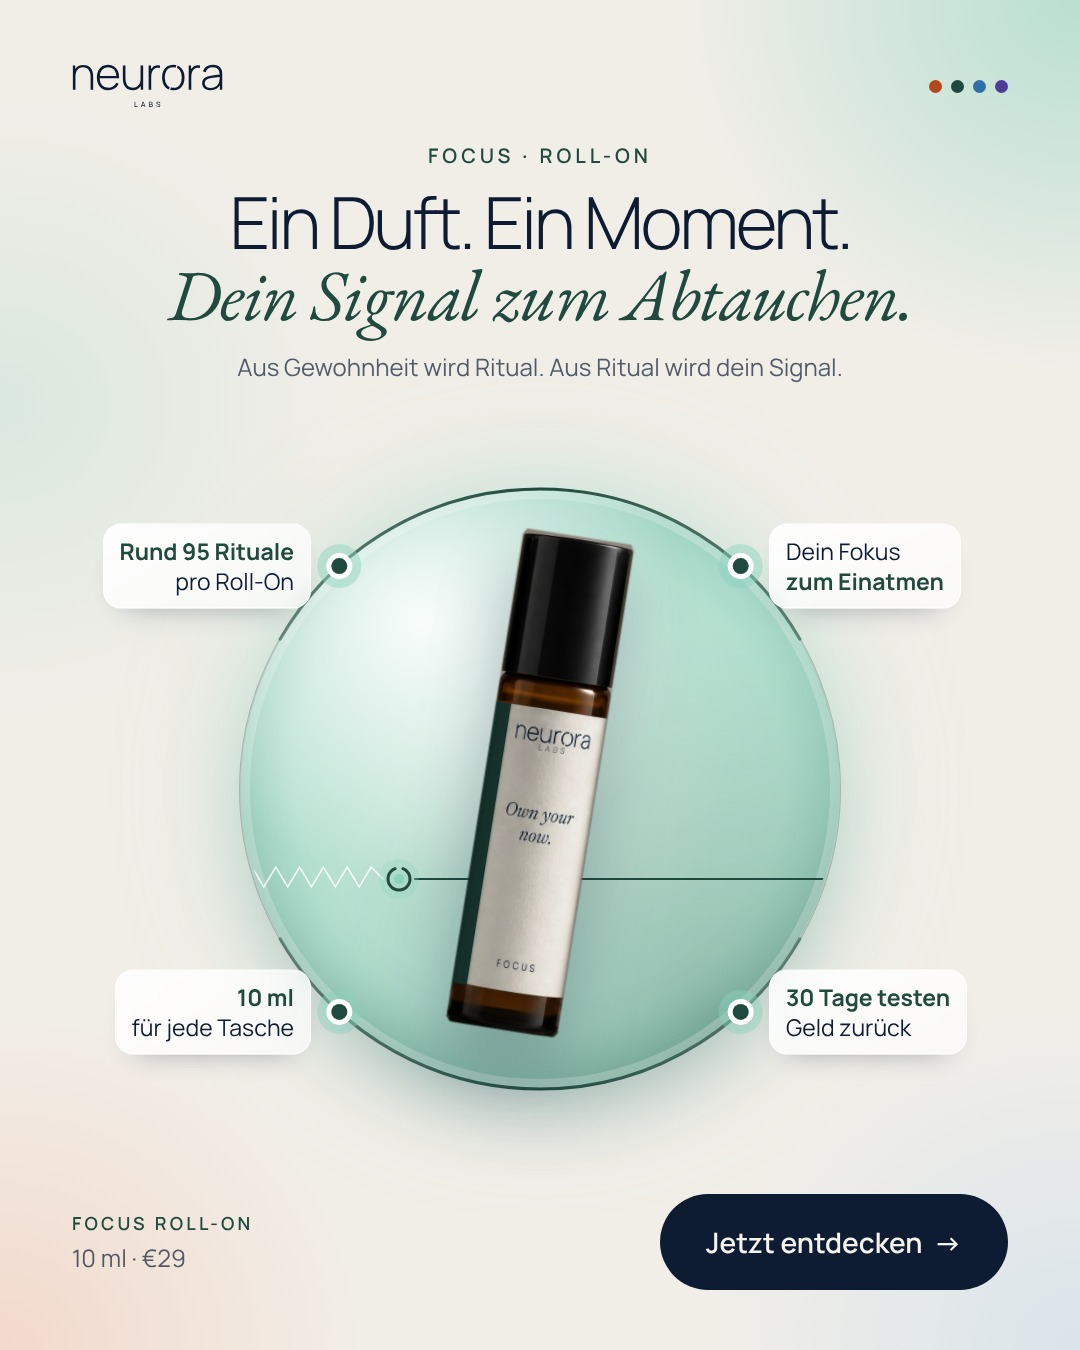 neurora
LABS
FOCUS · ROLL-ON
Ein Duft. Ein Moment.
Dein Signal zum Abtauchen.
Aus Gewohnheit wird Ritual. Aus Ritual wird dein Signal.
Rund 95 Rituale
pro Roll-On
Dein Fokus
zum Einatmen
neurora
LABS
Own your
now.
FOCUS
10 ml
für jede Tasche
30 Tage testen
Geld zurück
FOCUS ROLL-ON
10 ml · €29
Jetzt entdecken →